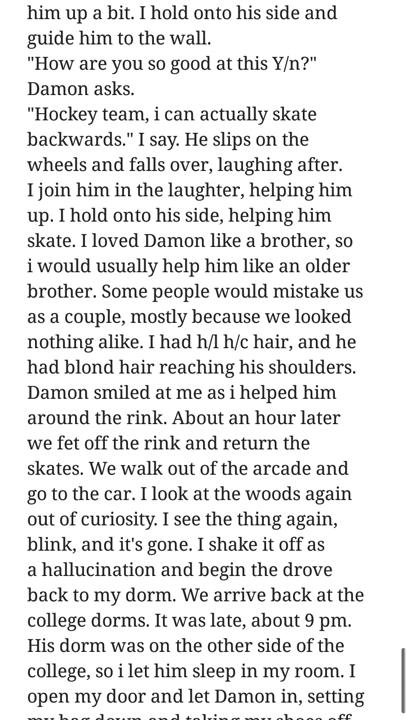 him up a bit. I hold onto his side and
guide him to the wall.
"How are you so good at this Y/n?"
Damon asks.
"Hockey team, i can actually skate
backwards." I say. He slips on the
wheels and falls over, laughing after.
I join him in the laughter, helping him
up. I hold onto his side, helping him
skate. I loved Damon like a brother, so
i would usually help him like an older
brother. Some people would mistake us
as a couple, mostly because we looked
nothing alike. I had h/l h/c hair, and he
had blond hair reaching his shoulders.
Damon smiled at me as i helped him
around the rink. About an hour later
we fet off the rink and return the
skates. We walk out of the arcade and
go to the car. I look at the woods again
out of curiosity. I see the thing again,
blink, and it's gone. I shake it off as
a hallucination and begin the drove
back to my dorm. We arrive back at the
college dorms. It was late, about 9 pm.
His dorm was on the other side of the
college, so i let him sleep in my room. I
open my door and let Damon in, setting
my bag down and taking my shoes off